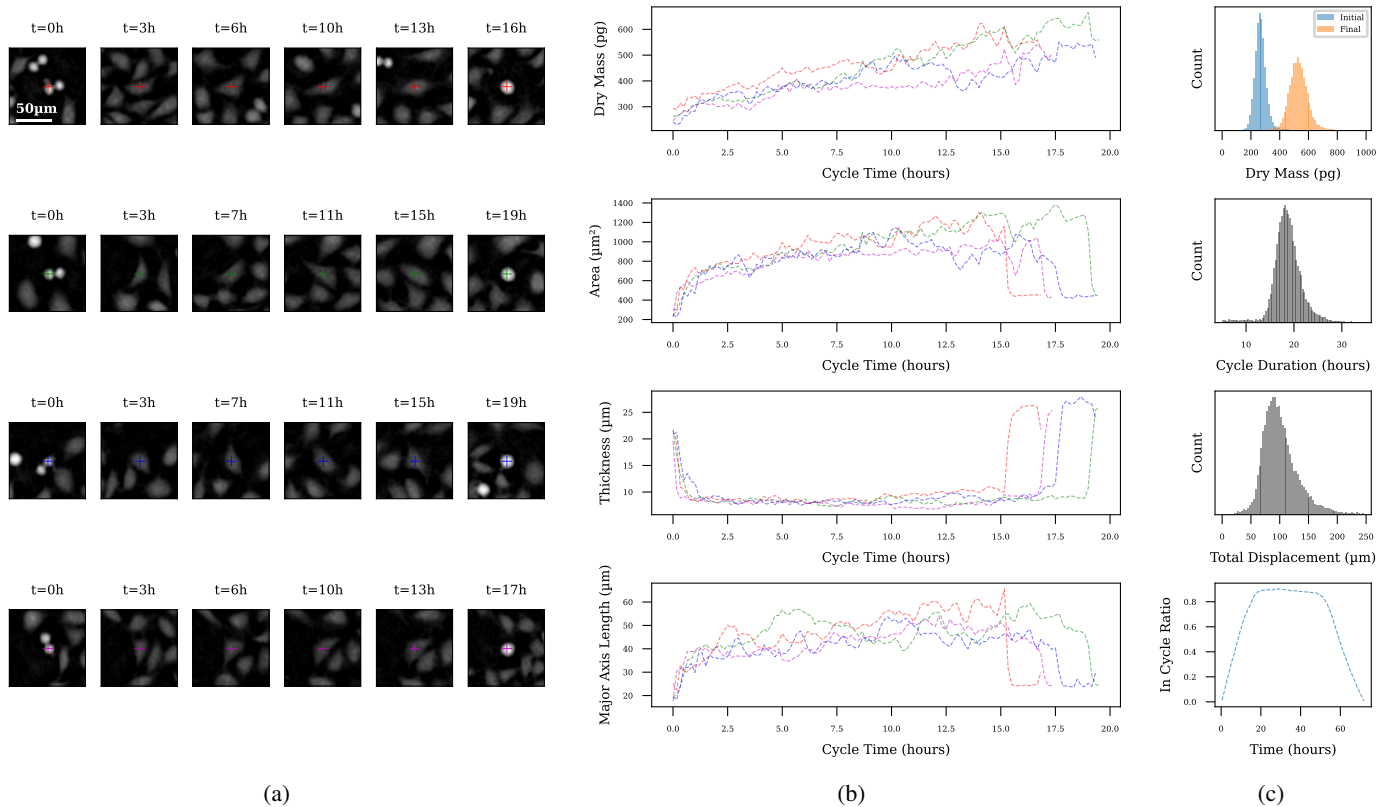 t=0h t=3h t=6h t=10h t=13h t=16h
50μm
t=0h t=3h t=7h t=11h t=15h t=19h
t=0h t=3h t=7h t=11h t=15h t=19h
t=0h t=3h t=6h t=10h t=13h t=17h
(a)
Dry Mass (pg)
600
500
400
300
0.0 2.5 5.0 7.5 10.0 12.5 15.0 17.5 20.0
Cycle Time (hours)
Area (μm²)
1400
1200
1000
800
600
400
200
0.0 2.5 5.0 7.5 10.0 12.5 15.0 17.5 20.0
Cycle Time (hours)
Thickness (μm)
25
20
15
10
0.0 2.5 5.0 7.5 10.0 12.5 15.0 17.5 20.0
Cycle Time (hours)
Major Axis Length (μm)
60
50
40
30
20
0.0 2.5 5.0 7.5 10.0 12.5 15.0 17.5 20.0
Cycle Time (hours)
(b)
Count
Initial
Final
0 200 400 600 800 1000
Dry Mass (pg)
Count
10 20 30
Cycle Duration (hours)
Count
0 50 100 150 200 250
Total Displacement (μm)
In Cycle Ratio
0.8
0.6
0.4
0.2
0.0
0 20 40 60
Time (hours)
(c)